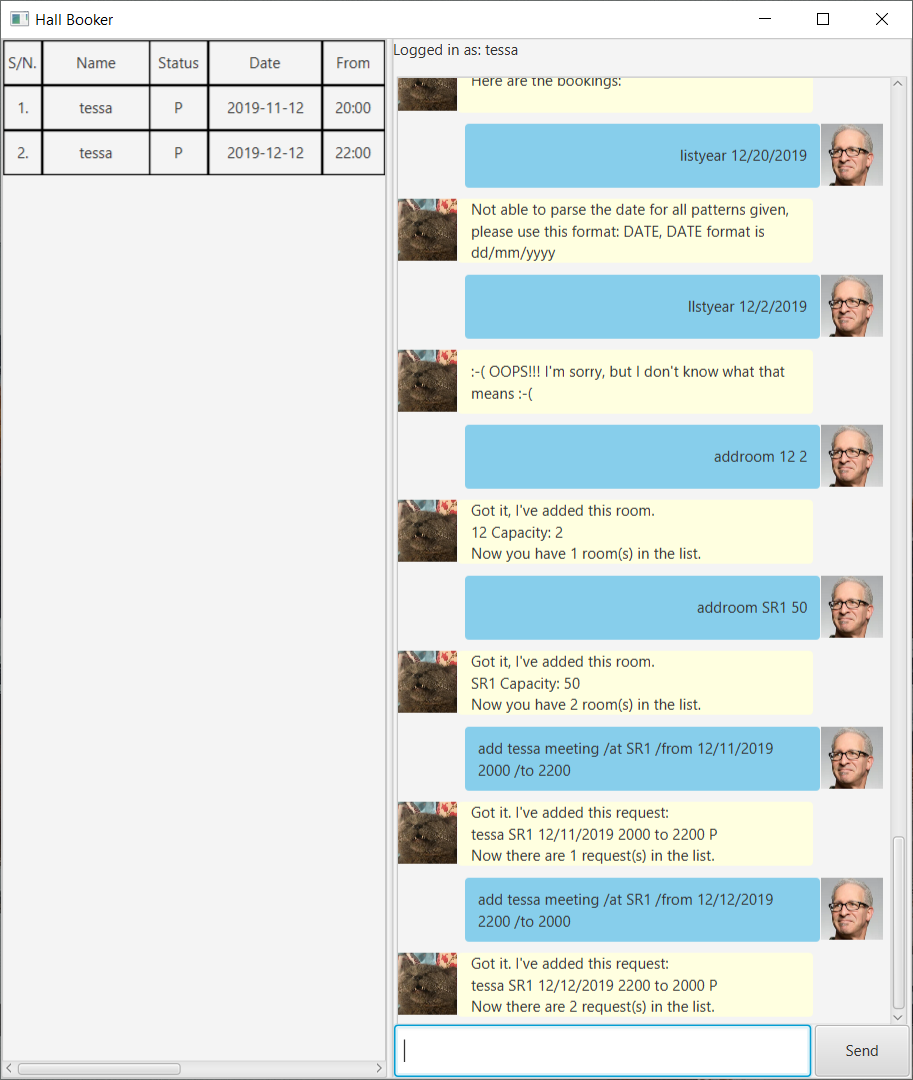 Hall Booker
S/N. Name Status Date From
1. tessa P 2019-11-12 20:00
2. tessa P 2019-12-12 22:00
Logged in as: tessa
Here are the bookings:
listyear 12/20/2019
Not able to parse the date for all patterns given,
please use this format: DATE, DATE format is
dd/mm/yyyy
llstyear 12/2/2019
:-( OOPS!!! I'm sorry, but I don't know what that
means :-(
addroom 12 2
Got it, I've added this room.
12 Capacity: 2
Now you have 1 room(s) in the list.
addroom SR1 50
Got it, I've added this room.
SR1 Capacity: 50
Now you have 2 room(s) in the list.
add tessa meeting /at SR1 /from 12/11/2019
2000 /to 2200
Got it. I've added this request:
tessa SR1 12/11/2019 2000 to 2200 P
Now there are 1 request(s) in the list.
add tessa meeting /at SR1 /from 12/12/2019
2200 /to 2000
Got it. I've added this request:
tessa SR1 12/12/2019 2200 to 2000 P
Now there are 2 request(s) in the list.
Send